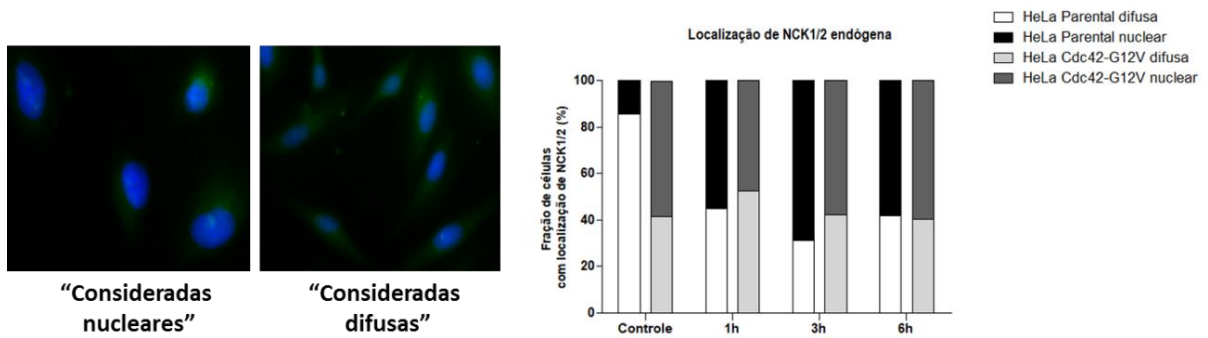 “Consideradas
nucleares”
“Consideradas
difusas”
Localização de NCK1/2 endógena
HeLa Parental difusa
HeLa Parental nuclear
HeLa Cdc42-G12V difusa
HeLa Cdc42-G12V nuclear
Fração de células
com localização de NCK1/2 (%)
100
80
60
40
20
0
Controle 1h 3h 6h